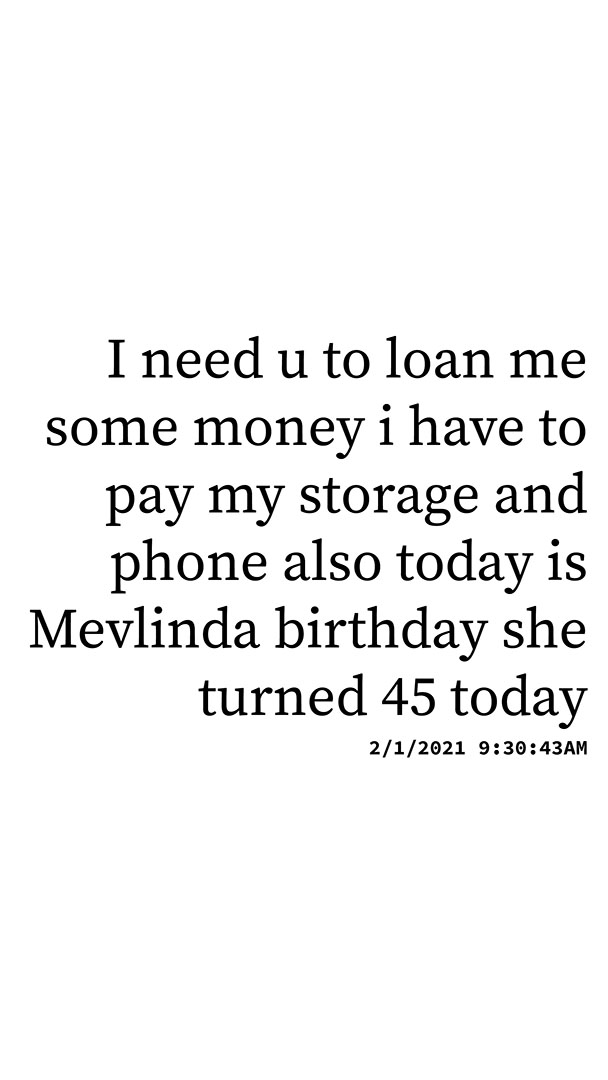 I need u to loan me
some money i have to
pay my storage and
phone also today is
Mevlinda birthday she
turned 45 today
2/1/2021 9:30:43AM